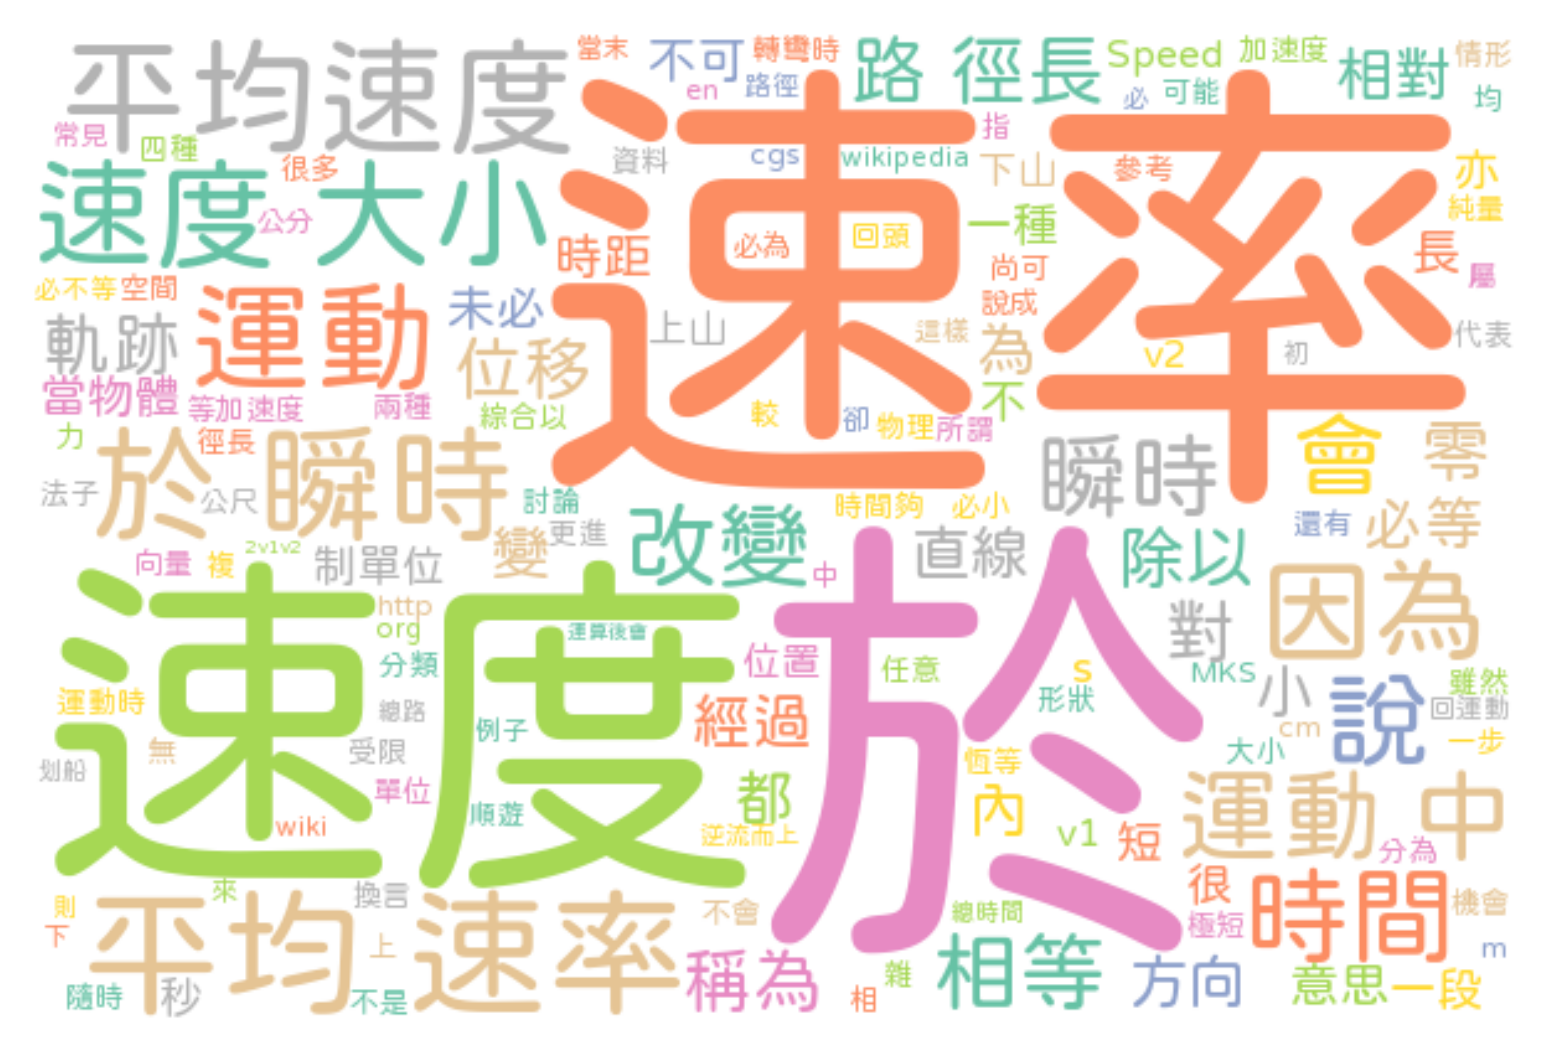 平均速度
當末
不可
轉彎時
路 徑長
Speed
加速度
相對
情形
en
路徑
必
可能
均
常見
四種
很多
資料
cgs
wikipedia
指
下山
參考
亦
速度 大小
公分
時距
速率
必為
回頭
一種
純量
長
屬
尚可
必不等
空間
運動
未必
說成
軌跡
上山
這樣
為
v2
初
代表
位移
當物體
等加速度
兩種
綜合以
較
卻
物理
所謂
不
力
徑長
於 瞬時
瞬時
會
零
法子
公尺
討論
時間夠
必小
還有
必等
更進
改變
直線
除以
2v1v2
向量
複
制單位
變
中
因為
速度
http
org
運算後會
於
對
分類
位置
任意
s
MKS
形狀
小
說
雖然
回運動
運動時
總路
例子
經過
cm
一步
大小
無
受限
划船
恆等
單位
順遊
都
內
運動 中
wiki
逆流而上
v1
短
分為
來
換言
很
時間
機會
則
下
平均 速率
上
不會
總時間
極短
稱為
相等
方向
m
雜
意思
一段
隨時
秒
不是
相